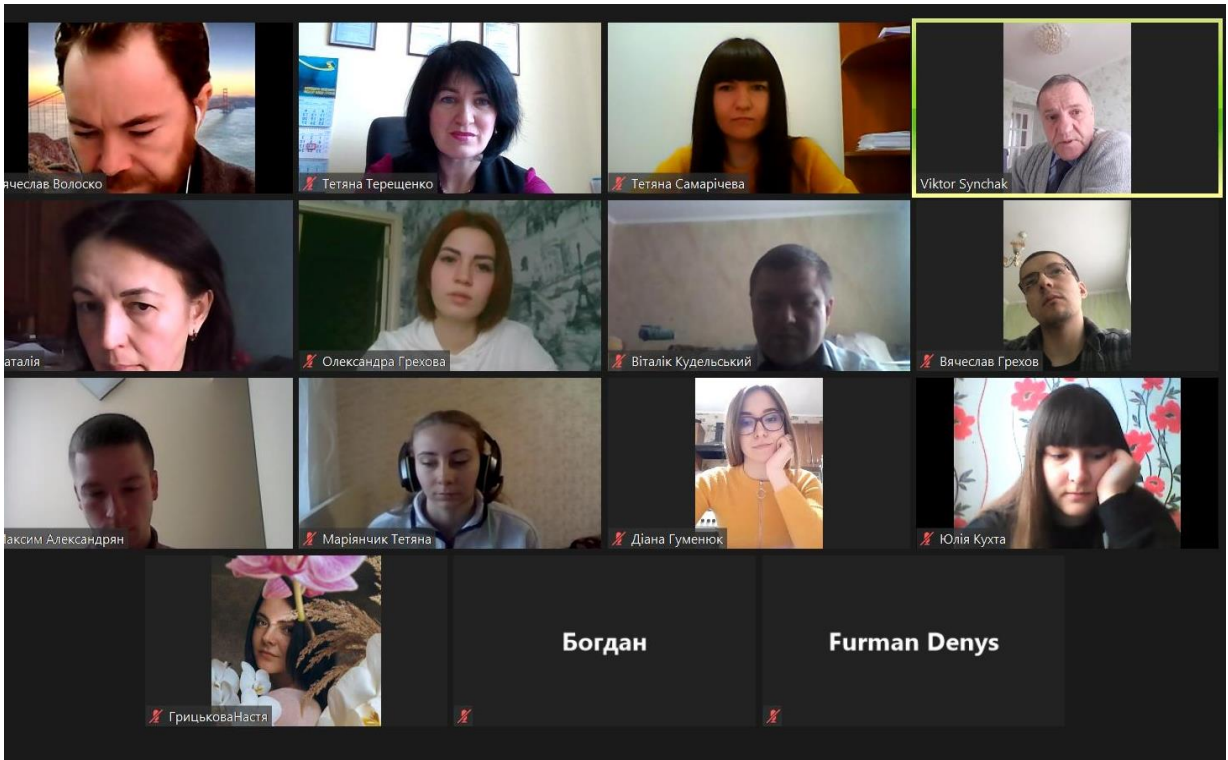 ячеслав Волоско
Тетяна Терещенко
Тетяна Самарічева
Viktor Synchak
аталія
Олександра Грехова
Віталік Кудельський
Вячеслав Грехов
Максим Александрян
Маріянчик Тетяна
Діана Гуменюк
Юлія Кухта
ГрицьковаНастя
Богдан
Furman Denys